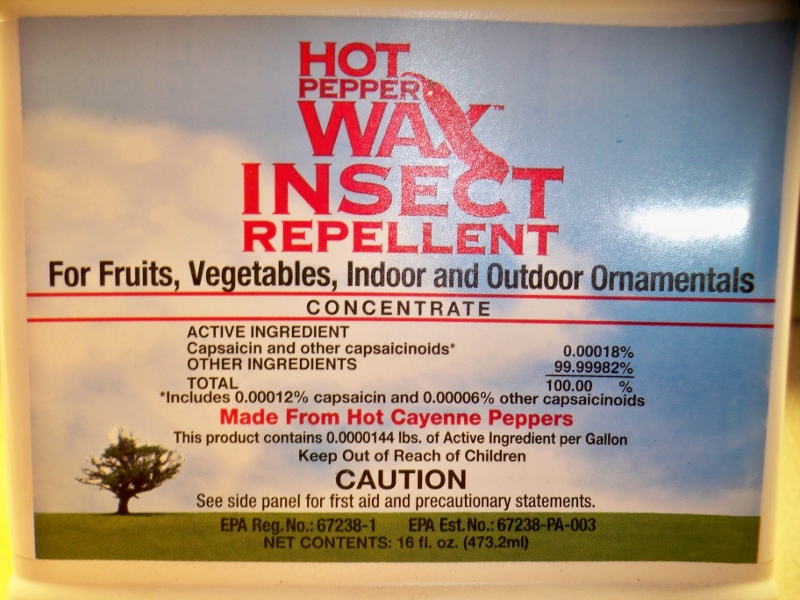 HOT
PEPPER
WAX™
INSECT
REPELLENT
For Fruits, Vegetables, Indoor and Outdoor Ornamentals
CONCENTRATE
ACTIVE INGREDIENT
Capsaicin and other capsaicinoids* 0.00018%
OTHER INGREDIENTS 99.99982%
TOTAL 100.00 %
*Includes 0.00012% capsaicin and 0.00006% other capsaicinoids
Made From Hot Cayenne Peppers
This product contains 0.0000144 lbs. of Active Ingredient per Gallon
Keep Out of Reach of Children
CAUTION
See side panel for first aid and precautionary statements.
EPA Reg. No.: 67238-1 EPA Est. No.: 67238-PA-003
NET CONTENTS: 16 fl. oz. (473.2ml)